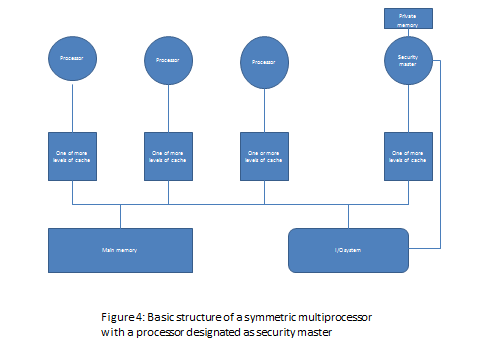 Private
memory
Processor
Processor
Processor
Security
master
One of more
levels of cache
One of more
levels of cache
One or more
levels of cache
One of more
levels of cache
Main memory
I/O system
Figure 4: Basic structure of a symmetric multiprocessor
with a processor designated as security master